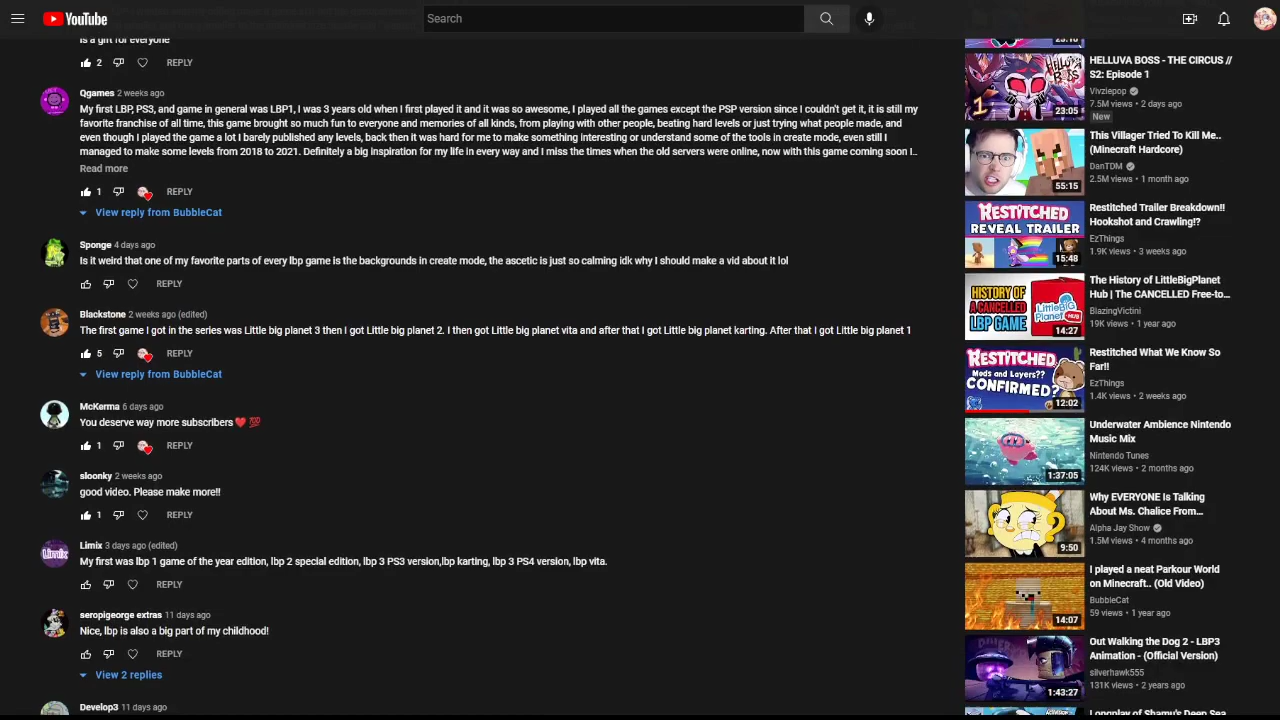 YouTube
Search
is a gift for everyone
2 REPLY
Qgames 2 weeks ago
My first LBP, PS3, and game in general was LBP1, I was 3 years old when I first played it and it was so awesome, I played all the games except the PSP version since I couldn't get it, it is still my
favorite franchise of all time, this game brought so much fun to everyone and memories of all kinds, from playing with other people, beating hard levels or just trying what people made, and
even though I played the game a lot I barely published any levels, back then it was hard for me to make something interesting or understand some of the tools in create mode, even still I
managed to make some levels from 2018 to 2021. Definitely a big inspiration for my life in every way and I miss the times when the old servers were online, now with this game coming soon I..
Read more
1 REPLY
View reply from BubbleCat
Sponge 4 days ago
Is it weird that one of my favorite parts of every lbp game is the backgrounds in create mode, the ascetic is just so calming idk why I should make a vid about it lol
REPLY
Blackstone 2 weeks ago (edited)
The first game I got in the series was Little big planet 3 then I got Little big planet 2. I then got Little big planet vita and after that I got Little big planet karting. After that I got Little big planet 1
5 REPLY
View reply from BubbleCat
McKerma 6 days ago
You deserve way more subscribers❤️ 💯
1 REPLY
sloonky 2 weeks ago
good video. Please make more!!
1 REPLY
Limix
Limix 3 days ago (edited)
My first was lbp 1 game of the year edition, lbp 2 special edition, lbp 3 PS3 version,lbp karting, lbp 3 PS4 version, lbp vita.
REPLY
seropigeorge extras 11 days ago
Nice, lbp is also a big part of my childhood!
REPLY
View 2 replies
Develop3 11 days ago
HELLUVA BOSS
1
23:05
HELLUVA BOSS - THE CIRCUS //
S2: Episode 1
Vivziepop
7.5M views • 2 days ago
New
55:15
This Villager Tried To Kill Me..
(Minecraft Hardcore)
DanTDM
2.5M views • 1 month ago
RESTITCHED
REVEAL TRAILER
15:48
Restitched Trailer Breakdown!!
Hookshot and Crawling!?
EzThings
1.9K views • 3 weeks ago
HISTORY OF
A CANCELLED
LBP GAME
LittleBIG
Planet HUB
14:27
The History of LittleBigPlanet
Hub | The CANCELLED Free-to...
BlazingVictini
19K views • 1 year ago
RESTITCHED
Mods and Layers??
CONFIRMED?
12:02
Restitched What We Know So
Far!!
EzThings
1.4K views • 2 weeks ago
1:37:05
Underwater Ambience Nintendo
Music Mix
Nintendo Tunes
124K views • 2 months ago
9:50
Why EVERYONE Is Talking
About Ms. Chalice From...
Alpha Jay Show
1.5M views • 4 months ago
14:07
I played a neat Parkour World
on Minecraft.. (Old Video)
BubbleCat
59 views • 1 year ago
1:43:27
Out Walking the Dog 2 - LBP3
Animation - (Official Version)
silverhawk555
131K views • 2 years ago
Longplay of Shamu's Deep Sea